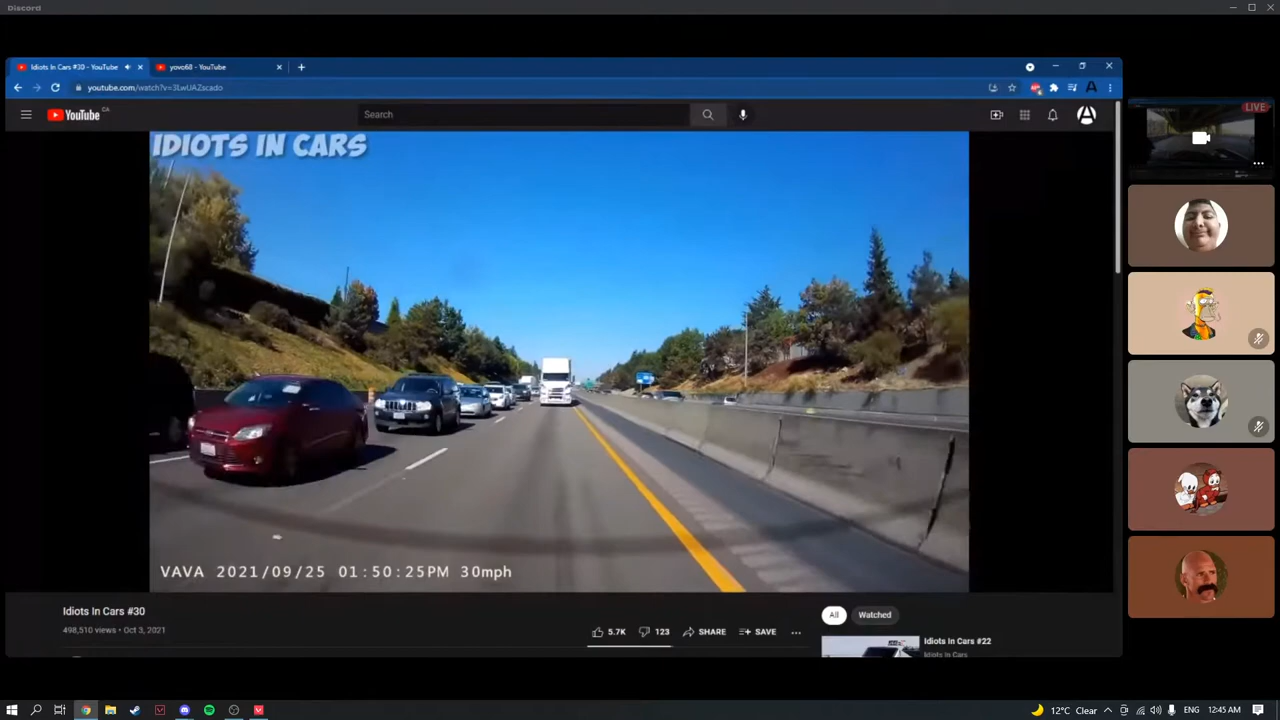 Discord
Idiots In Cars #30 - YouTube
yovo68 - YouTube
youtube.com/watch?v=3LwUAZscado
YouTube CA
Search
LIVE
IDIOTS IN CARS
VAVA 2021/09/25 01:50:25PM 30mph
Idiots In Cars #30
498,510 views • Oct 3, 2021
5.7K
123
SHARE
SAVE
All
Watched
Idiots In Cars #22
Idiots In Cars
12°C Clear
ENG
12:45 AM